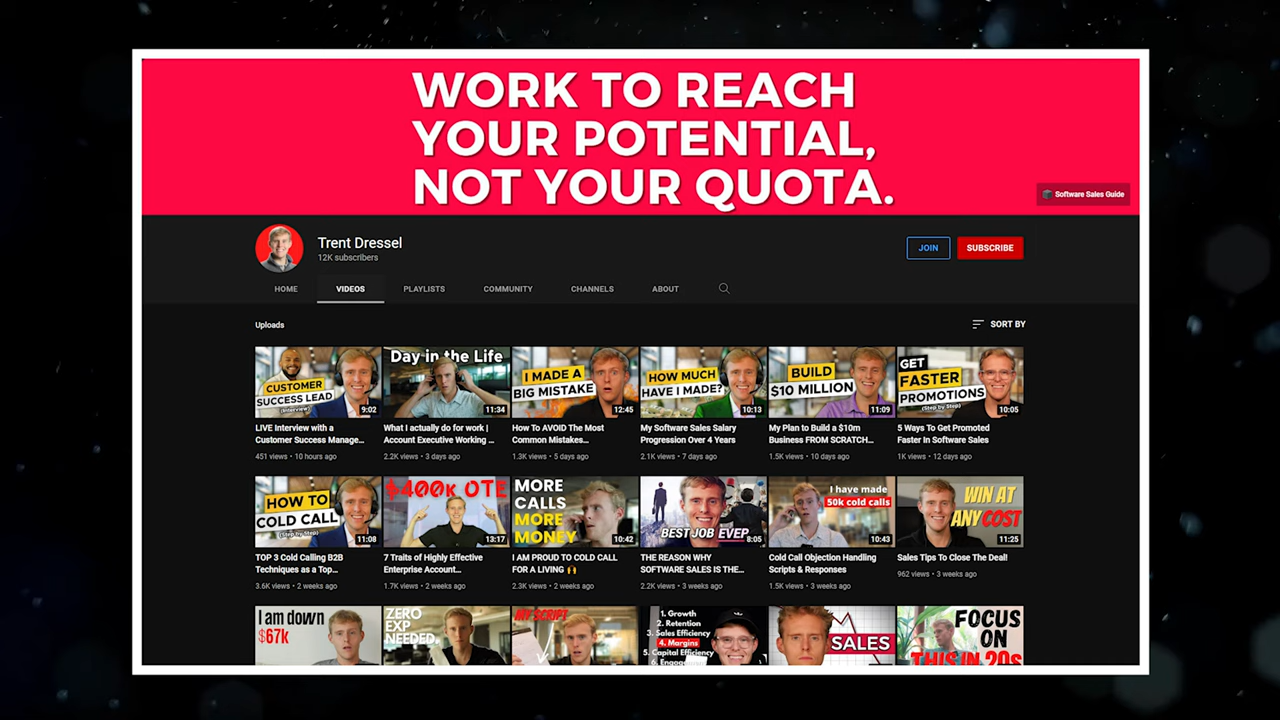 WORK TO REACH
YOUR POTENTIAL,
NOT YOUR QUOTA.
Software Sales Guide
Trent Dressel
12K subscribers
JOIN
SUBSCRIBE
HOME
VIDEOS
PLAYLISTS
COMMUNITY
CHANNELS
ABOUT
Uploads
SORT BY
CUSTOMER
SUCCESS LEAD
(Interview)
9:02
Day in the Life
11:34
I MADE A
BIG MISTAKE
12:45
HOW MUCH
HAVE I MADE?
10:13
BUILD
$10 MILLION
11:09
GET
FASTER
PROMOTIONS
(Step by Step)
10:05
LIVE Interview with a
Customer Success Manage...
451 views • 10 hours ago
What I actually do for work |
Account Executive Working ...
2.2K views • 3 days ago
How To AVOID The Most
Common Mistakes...
1.3K views • 5 days ago
My Software Sales Salary
Progression Over 4 Years
2.1K views • 7 days ago
My Plan to Build a $10m
Business FROM SCRATCH...
1.5K views • 10 days ago
5 Ways To Get Promoted
Faster In Software Sales
1K views • 12 days ago
HOW TO
COLD CALL
(Step by Step)
11:08
$400K OTE
13:17
MORE
CALLS
MORE
MONEY
10:42
BEST JOB EVER
8:05
I have made
50k cold calls
10:43
WIN AT
ANY COST
11:25
TOP 3 Cold Calling B2B
Techniques as a Top...
3.6K views • 2 weeks ago
7 Traits of Highly Effective
Enterprise Account...
1.7K views • 2 weeks ago
I AM PROUD TO COLD CALL
FOR A LIVING 🙌
2.3K views • 2 weeks ago
THE REASON WHY
SOFTWARE SALES IS THE...
2.2K views • 3 weeks ago
Cold Call Objection Handling
Scripts & Responses
1.5K views • 3 weeks ago
Sales Tips To Close The Deal!
962 views • 3 weeks ago
I am down
$67k
ZERO
EXP
NEEDED.
MY SCRIPT
1. Growth
2. Retention
3. Sales Efficiency
4. Margins
5. Capital Efficiency
SALES
FOCUS
ON
THIS IN 20s